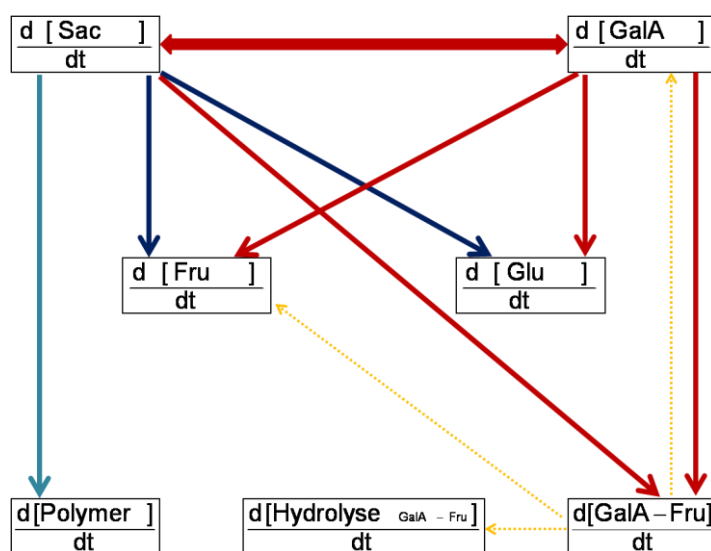 d [Sac ]
dt
d [GalA ]
dt
d [Fru ]
dt
d [Glu ]
dt
d[Polymer ]
dt
d[Hydrolyse GalA – Fru]
dt
d[GalA–Fru]
dt